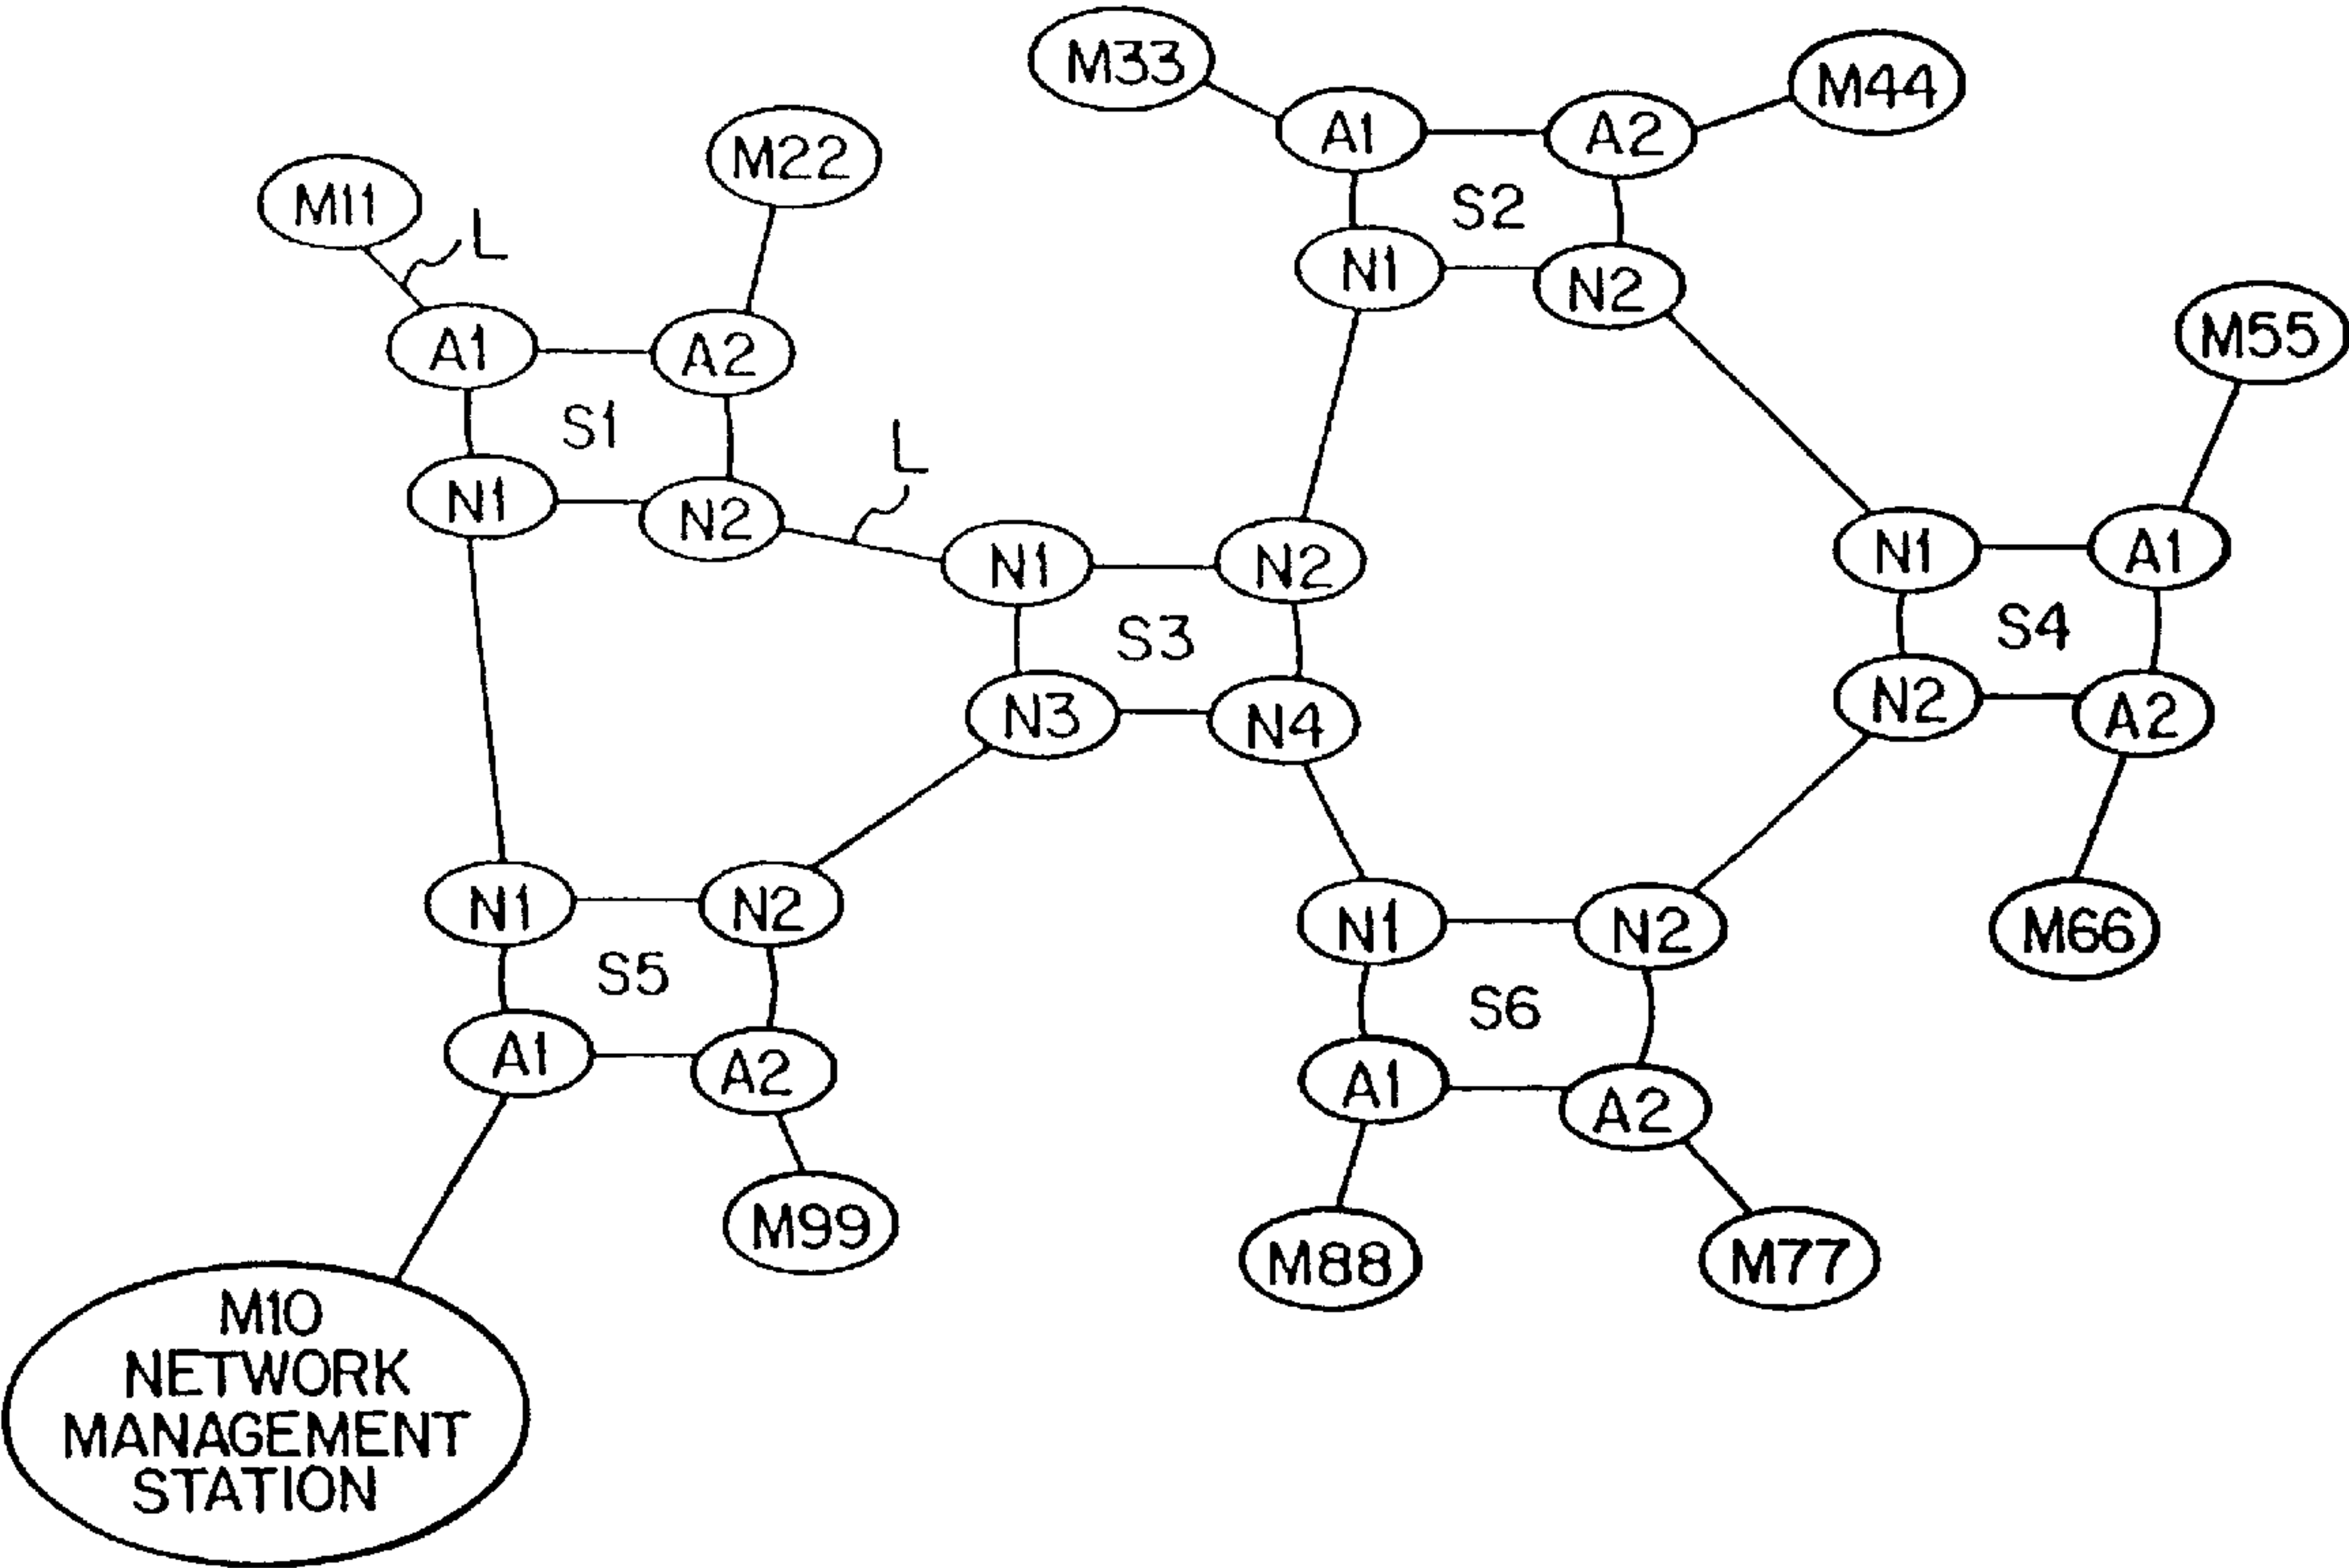 M33
M44
A1
A2
M22
M11
S2
L
N1
N2
M55
A1
A2
S1
L
N1
N2
N1
N2
N1
A1
S3
S4
N3
N4
N2
A2
N1
N2
N1
N2
M66
S5
S6
A1
A2
A1
A2
M99
M88
M77
M10
NETWORK
MANAGEMENT
STATION